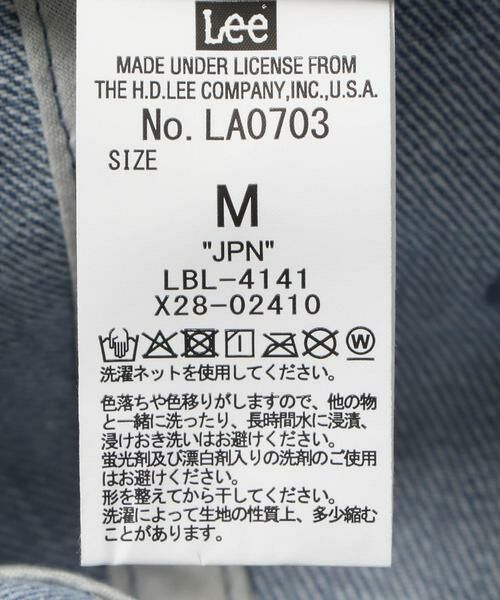 Lee
MADE UNDER LICENSE FROM
THE H.D.LEE COMPANY,INC.,U.S.A.
No. LA0703
SIZE
M
"JPN"
LBL-4141
X28-02410
W
洗濯ネットを使用してください。
色落ちや色移りがしますので、他の物
と一緒に洗ったり、長時間水に浸漬、
浸けおき洗いはお避けください。
蛍光剤及び漂白剤入りの洗剤のご使用
はお避けください。
形を整えてから干してください。
洗濯によって生地の性質上、多少縮む
ことがあります。